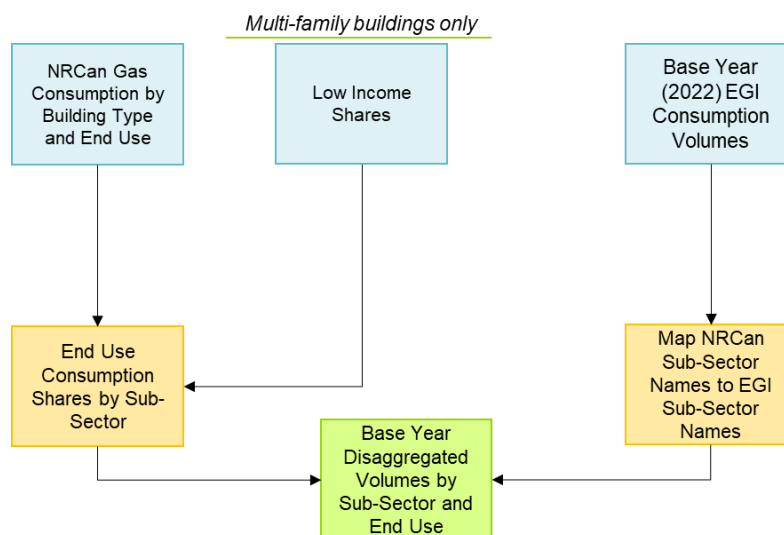 Multi-family buildings only
NRCan Gas
Consumption by
Building Type
and End Use
Low Income
Shares
Base Year
(2022) EGI
Consumption
Volumes
End Use
Consumption
Shares by Sub-
Sector
Map NRCan
Sub-Sector
Names to EGI
Sub-Sector
Names
Base Year
Disaggregated
Volumes by
Sub-Sector and
End Use